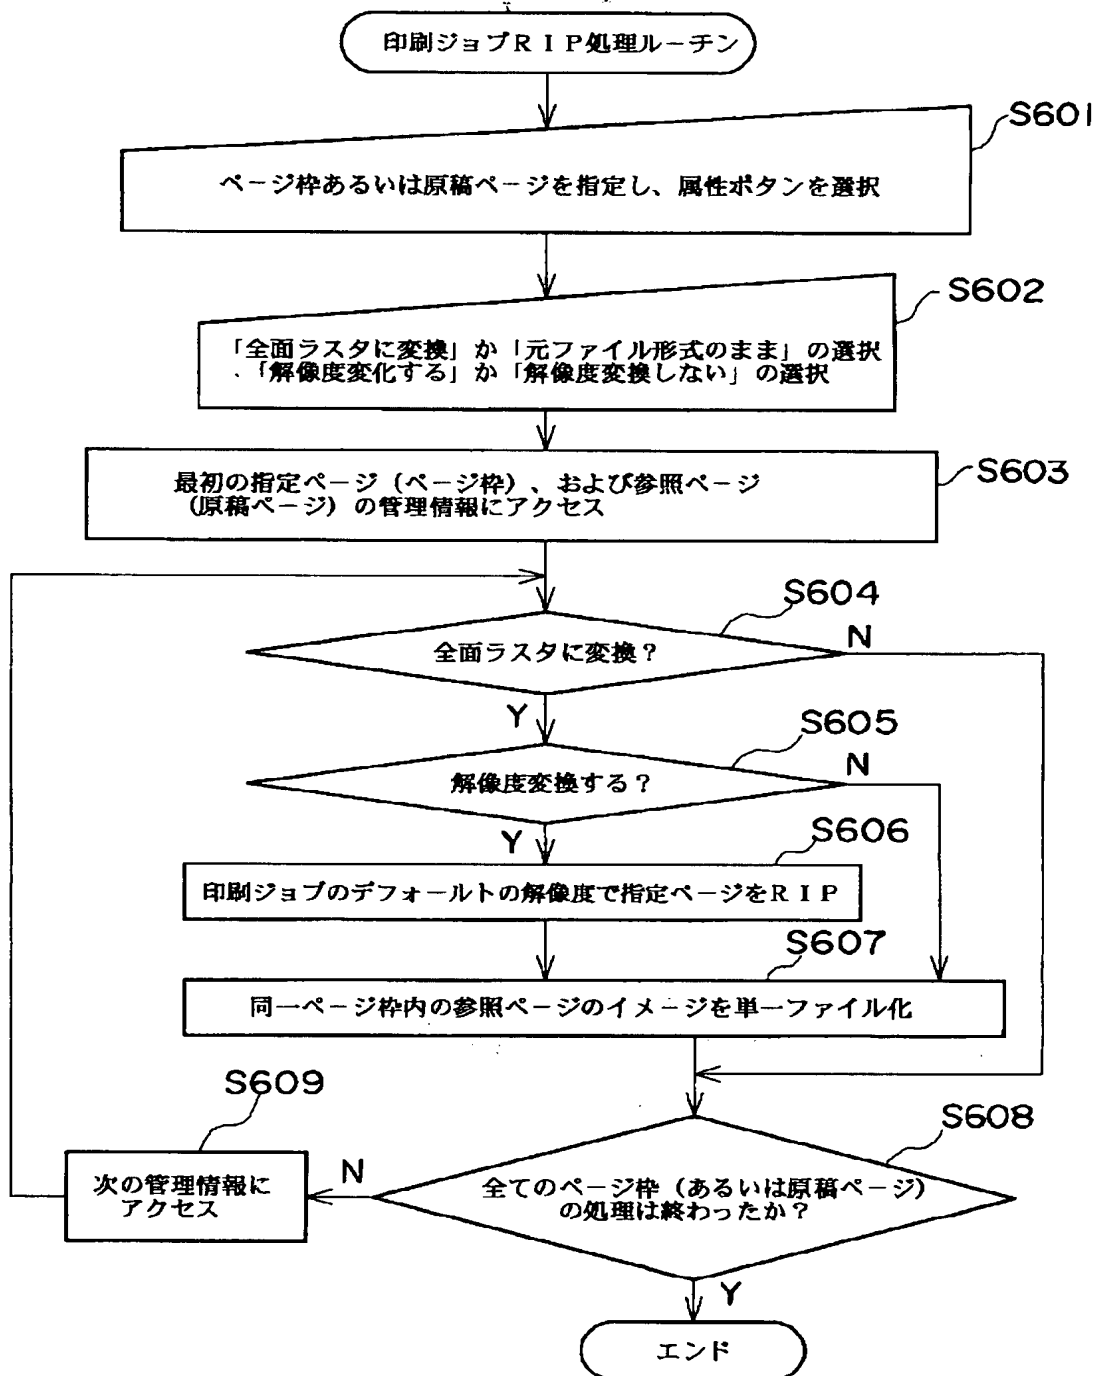 印刷ジョブＲＩＰ処理ルーチン
S601
ページ枠あるいは原稿ページを指定し、属性ボタンを選択
S602
「全面ラスタに変換」か「元ファイル形式のまま」の選択
「解像度変化する」か「解像度変換しない」の選択
S603
最初の指定ページ（ページ枠）、および参照ページ
（原稿ページ）の管理情報にアクセス
S604
全面ラスタに変換？
N
Y
S605
解像度変換する？
N
Y
S606
印刷ジョブのデフォールトの解像度で指定ページをＲＩＰ
S607
同一ページ枠内の参照ページのイメージを単一ファイル化
S609
S608
次の管理情報に
アクセス
N
全てのページ枠（あるいは原稿ページ）
の処理は終わったか？
Y
エンド